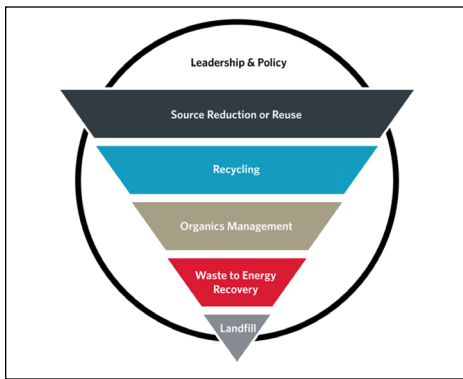 Leadership & Policy
Source Reduction or Reuse
Recycling
Organics Management
Waste to Energy
Recovery
Landfill